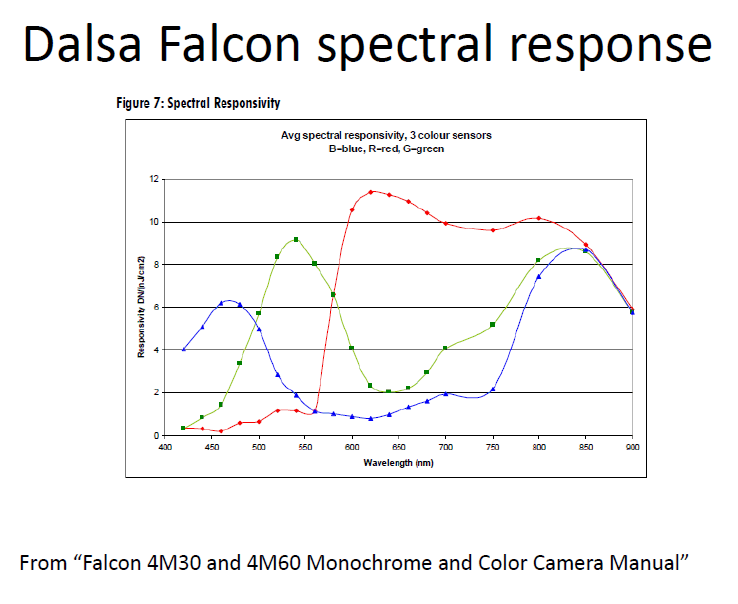 Dalsa Falcon spectral response
Figure 7: Spectral Responsivity
Avg spectral responsivity, 3 colour sensors
B=blue, R=red, G=green
12
10
8
6
4
2
0
Responsivity DN/(nJ/cm2)
400 450 500 550 600 650 700 750 800 850 900
Wavelength (nm)
From “Falcon 4M30 and 4M60 Monochrome and Color Camera Manual”